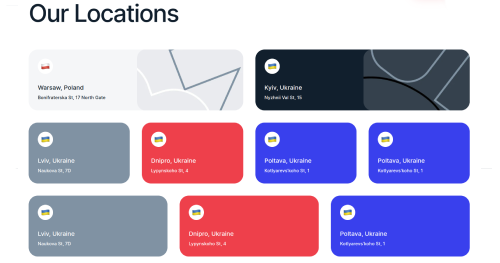 Our Locations
Warsaw, Poland
Bonifraterska St, 17 North Gate
Kyiv, Ukraine
Nyzhnii Val St, 15
Lviv, Ukraine
Naukova St, 7D
Dnipro, Ukraine
Lypynskoho St, 4
Poltava, Ukraine
Kotlyarevs'koho St, 1
Poltava, Ukraine
Kotlyarevs'koho St, 1
Lviv, Ukraine
Naukova St, 7D
Dnipro, Ukraine
Lypynskoho St, 4
Poltava, Ukraine
Kotlyarevs'koho St, 1